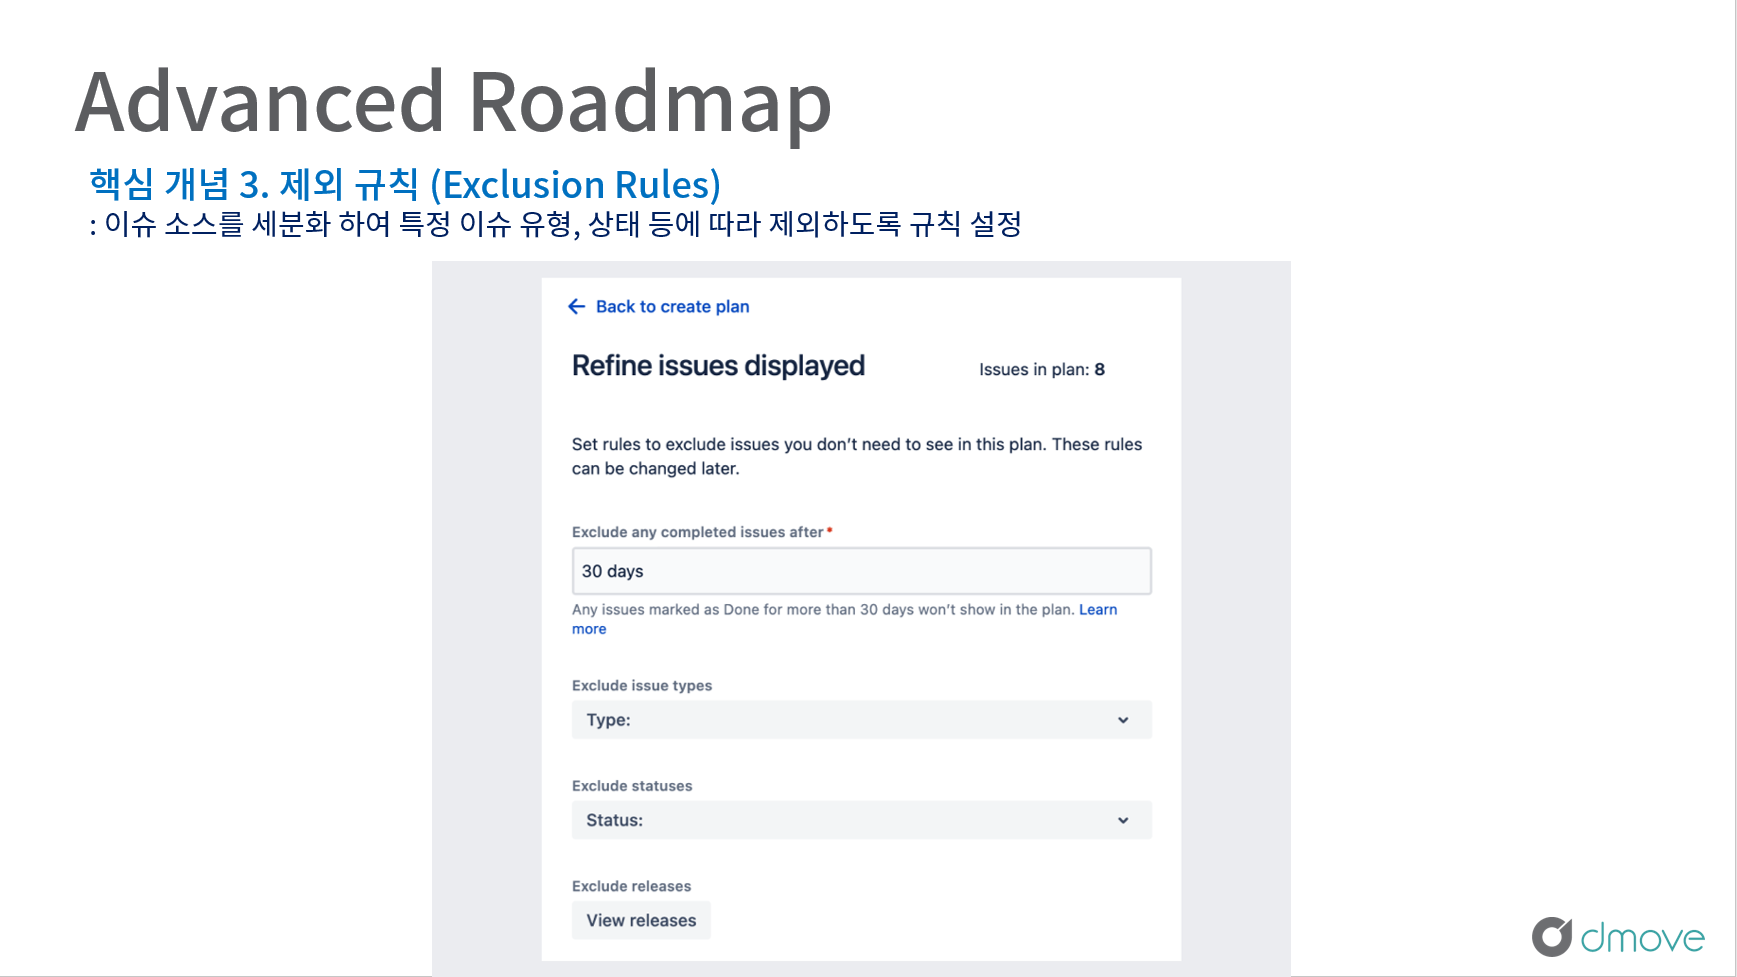 Advanced Roadmap
핵심 개념 3. 제외 규칙 (Exclusion Rules)
: 이슈 소스를 세분화 하여 특정 이슈 유형, 상태 등에 따라 제외하도록 규칙 설정
← Back to create plan
Refine issues displayed
Issues in plan: 8
Set rules to exclude issues you don't need to see in this plan. These rules
can be changed later.
Exclude any completed issues after *
30 days
Any issues marked as Done for more than 30 days won't show in the plan. Learn
more
Exclude issue types
Type:
Exclude statuses
Status:
Exclude releases
View releases
dmove